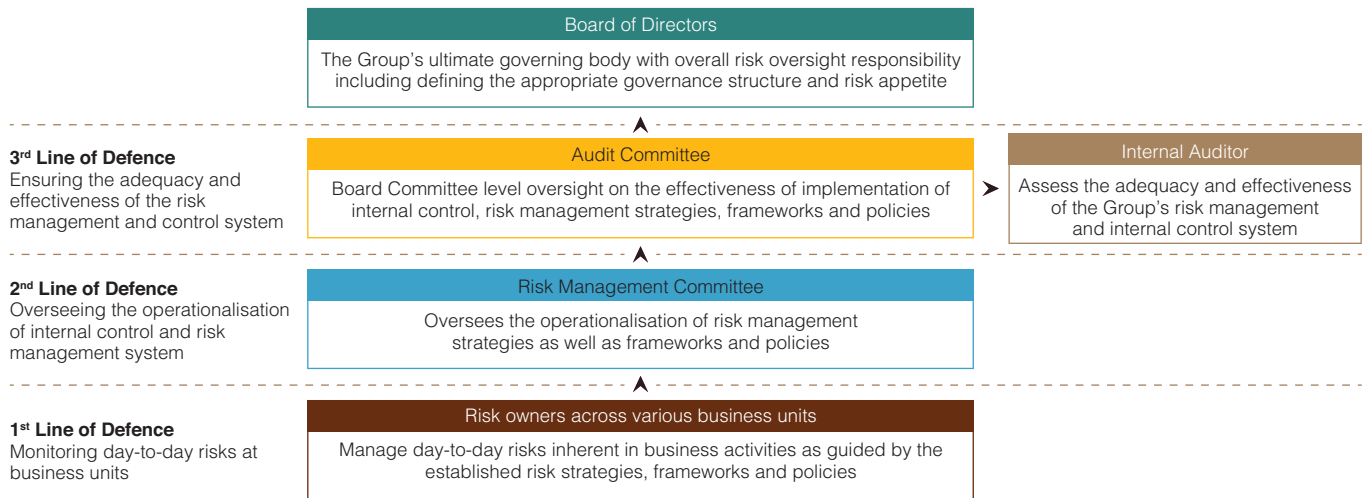 Board of Directors
The Group's ultimate governing body with overall risk oversight responsibility
including defining the appropriate governance structure and risk appetite
3rd Line of Defence
Ensuring the adequacy and
effectiveness of the risk
management and control system
Audit Committee
Board Committee level oversight on the effectiveness of implementation of
internal control, risk management strategies, frameworks and policies
Internal Auditor
Assess the adequacy and effectiveness
of the Group's risk management
and internal control system
2nd Line of Defence
Overseeing the operationalisation
of internal control and risk
management system
Risk Management Committee
Oversees the operationalisation of risk management
strategies as well as frameworks and policies
1st Line of Defence
Monitoring day-to-day risks at
business units
Risk owners across various business units
Manage day-to-day risks inherent in business activities as guided by the
established risk strategies, frameworks and policies